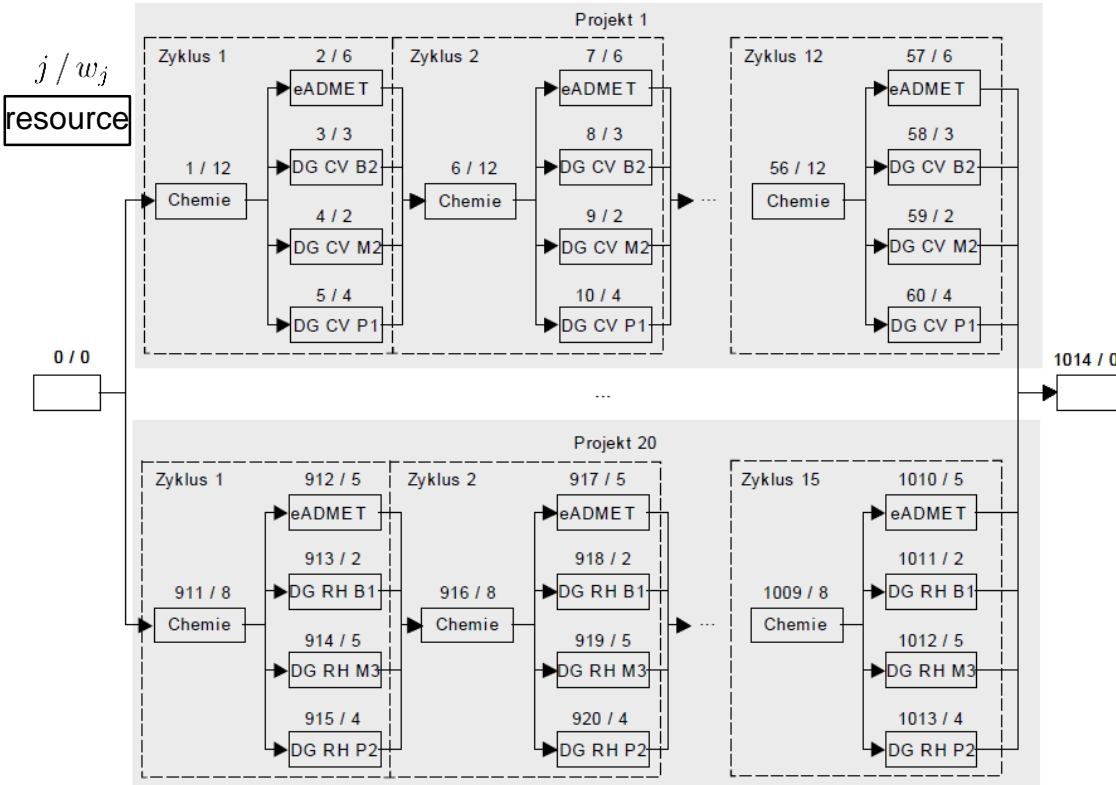 j / w_j
resource
Projekt 1
Zyklus 1
2 / 6
eADMET
3 / 3
DG CV B2
1 / 12
Chemie
4 / 2
DG CV M2
5 / 4
DG CV P1
Zyklus 2
7 / 6
eADMET
8 / 3
DG CV B2
6 / 12
Chemie
9 / 2
DG CV M2
10 / 4
DG CV P1
...
Zyklus 12
57 / 6
eADMET
58 / 3
DG CV B2
56 / 12
Chemie
59 / 2
DG CV M2
60 / 4
DG CV P1
0 / 0
1014 / 0
...
Projekt 20
Zyklus 1
912 / 5
eADMET
913 / 2
DG RH B1
911 / 8
Chemie
914 / 5
DG RH M3
915 / 4
DG RH P2
Zyklus 2
917 / 5
eADMET
918 / 2
DG RH B1
916 / 8
Chemie
919 / 5
DG RH M3
920 / 4
DG RH P2
...
Zyklus 15
1010 / 5
eADMET
1011 / 2
DG RH B1
1009 / 8
Chemie
1012 / 5
DG RH M3
1013 / 4
DG RH P2